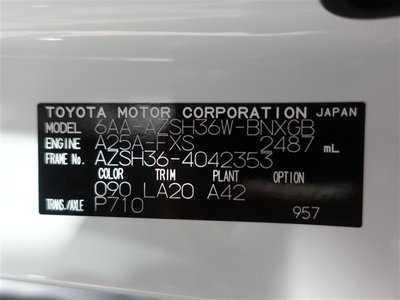 TOYOTA MOTOR CORPORATION JAPAN
MODEL 6AA-AZSH36W-BNXGB
ENGINE A25A-FXS 2487 mL
FRAME No. AZSH36-4042353
COLOR TRIM PLANT OPTION
090 LA20 A42
TRANS./AXLE P710
957